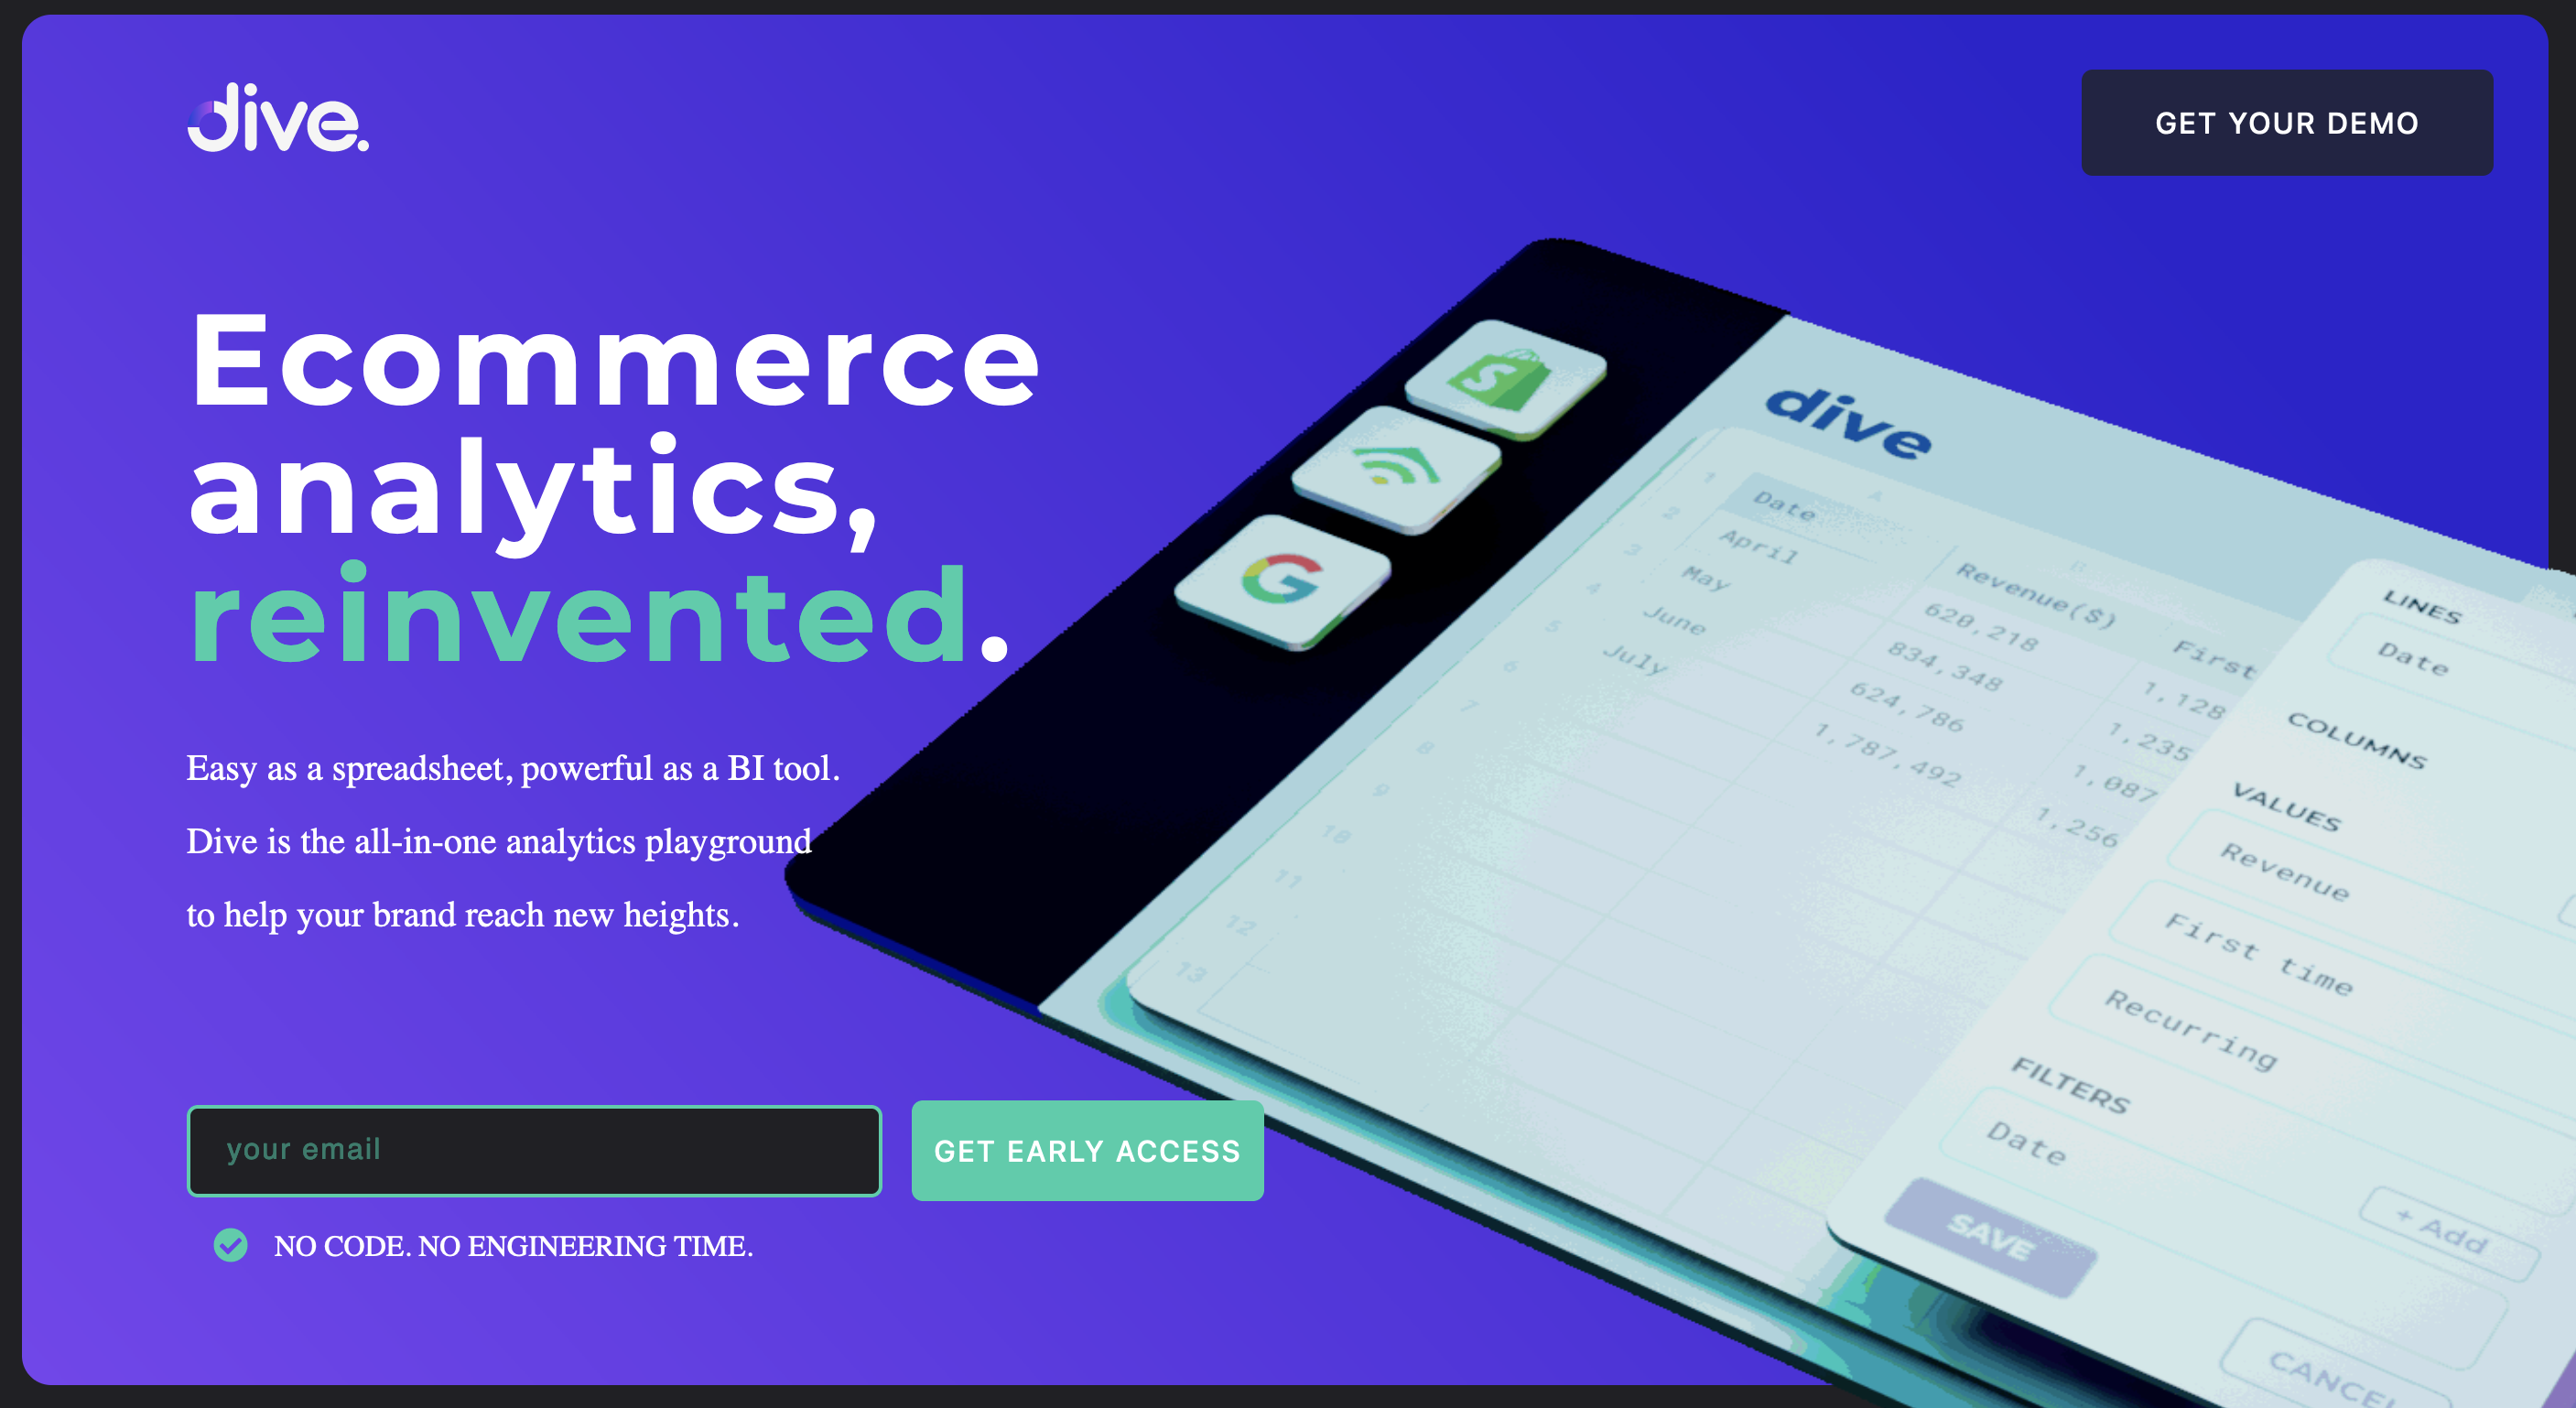 dive.
GET YOUR DEMO
Ecommerce
analytics,
reinvented.
Easy as a spreadsheet, powerful as a BI tool.
Dive is the all-in-one analytics playground
to help your brand reach new heights.
your email
GET EARLY ACCESS
NO CODE. NO ENGINEERING TIME.
dive
A
B
1 Date Revenue($) First
2 April 620,218 1,128
3 May 834,348 1,235
4 June 624,786 1,087
5 July 1,787,492 1,256
6
7
8
9
10
11
12
13
LINES
Date
COLUMNS
VALUES
Revenue
First time
Recurring
FILTERS
Date
+ Add
SAVE
CANCEL